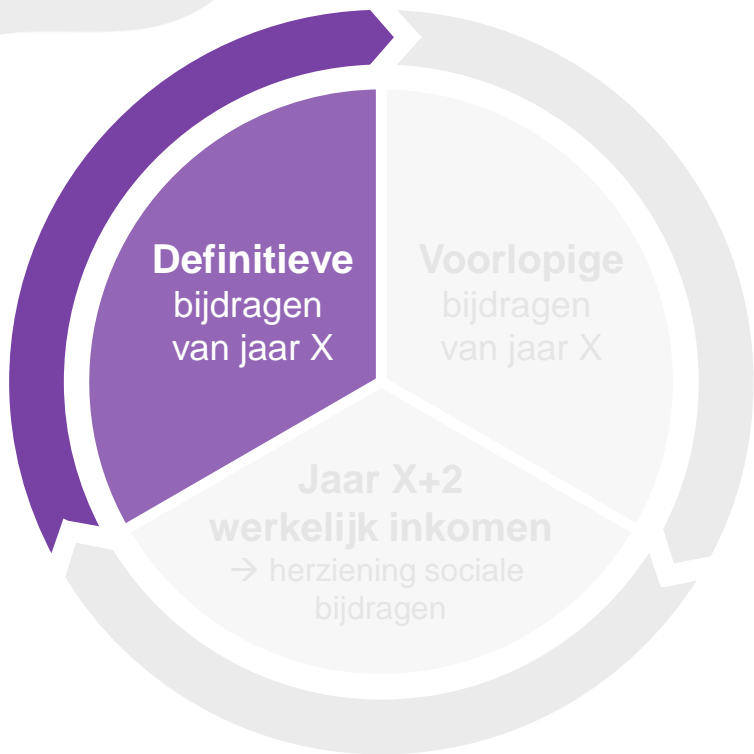 Definitieve
bijdragen
van jaar X
Voorlopige
bijdragen
van jaar X
Jaar X+2
werkelijk inkomen
→ herziening sociale
bijdragen